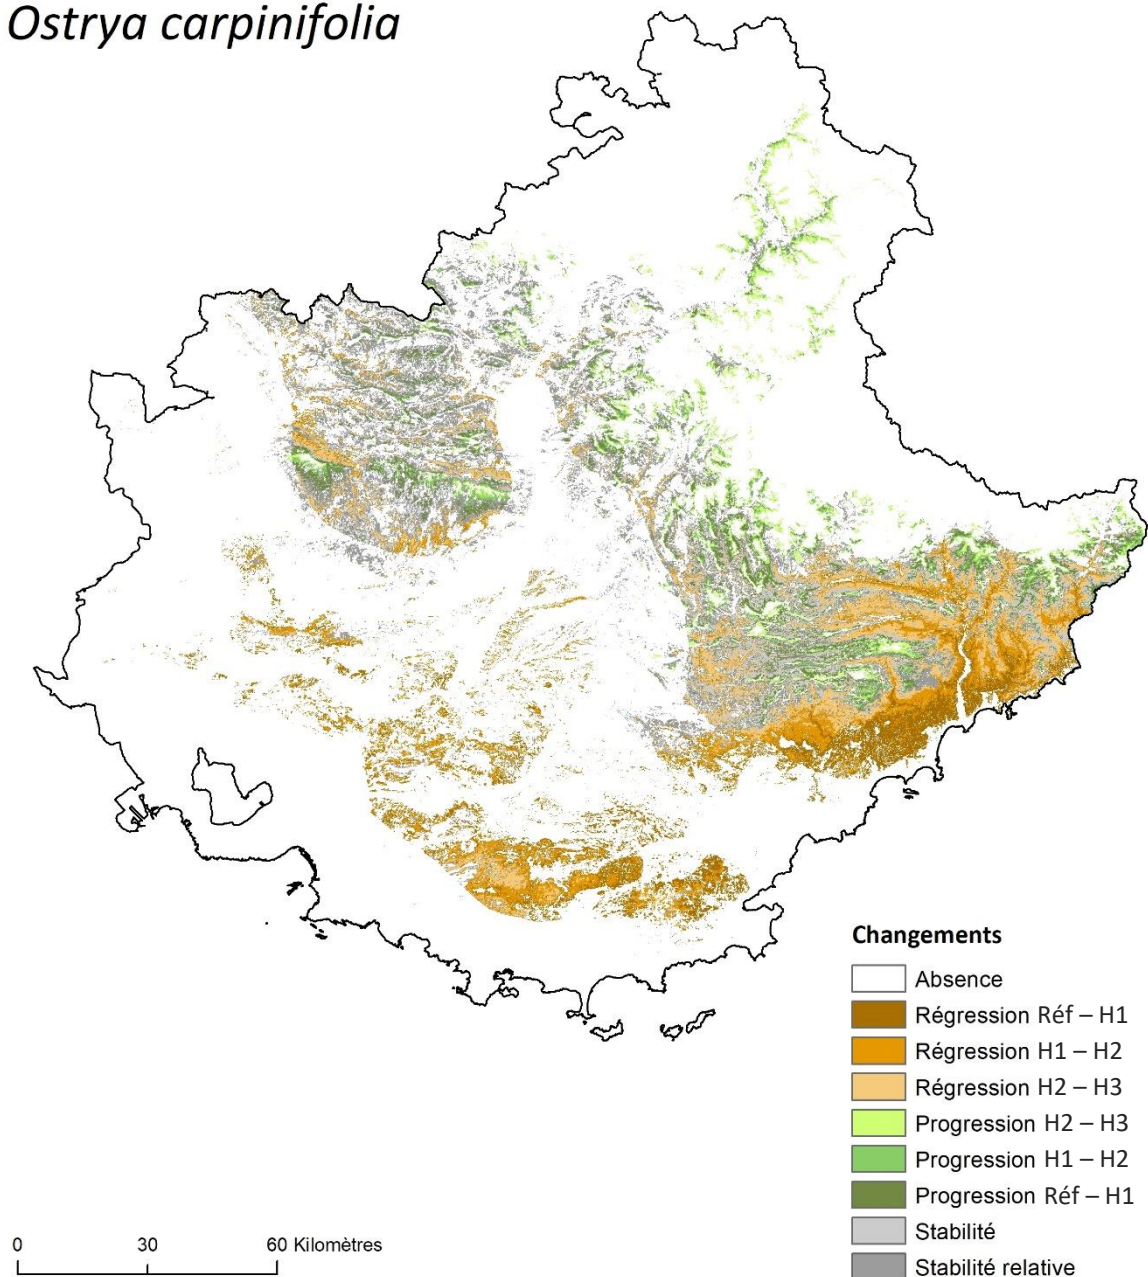 Ostrya carpinifolia
Changements
Absence
Régression Réf – H1
Régression H1 – H2
Régression H2 – H3
Progression H2 – H3
Progression H1 – H2
Progression Réf – H1
Stabilité
Stabilité relative
0 30 60 Kilomètres